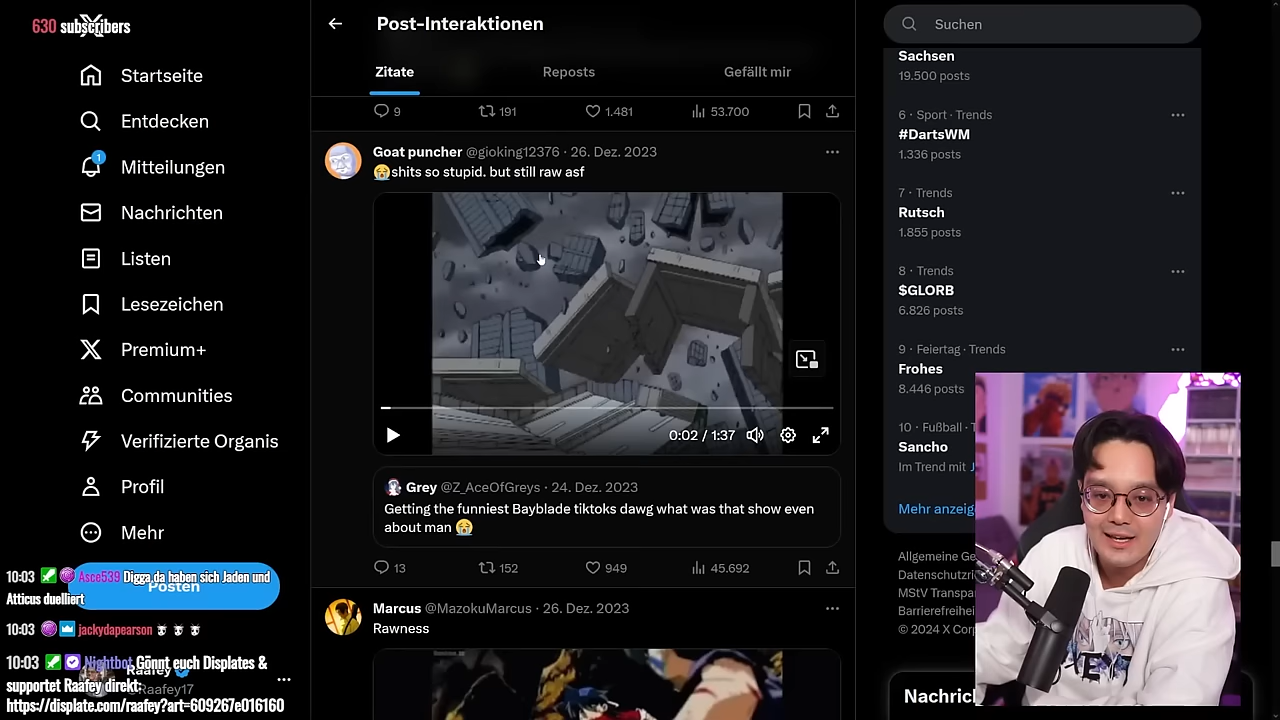 630 subscribers
Startseite
Entdecken
1
Mitteilungen
Nachrichten
Listen
Lesezeichen
Premium+
Communities
Verifizierte Organis
Profil
Mehr
Posten
10:03 Asce539 Digga da haben sich Jaden und
Atticus duelliert
10:03 jackydapearson
10:03 Nightbot Gönnt euch Displates &
supportet Raafey direkt:
https://displate.com/raafey?art=609267e016160
Raafey
@Raafey17
Post-Interaktionen
Zitate Reposts Gefällt mir
9 191 1.481 53.700
Goat puncher @gioking12376 · 26. Dez. 2023
😭shits so stupid. but still raw asf
0:02 / 1:37
Grey @Z_AceOfGreys · 24. Dez. 2023
Getting the funniest Bayblade tiktoks dawg what was that show even
about man 😭
13 152 949 45.692
Marcus @MazokuMarcus · 26. Dez. 2023
Rawness
Suchen
Sachsen
19.500 posts
6 · Sport · Trends
#DartsWM
1.336 posts
7 · Trends
Rutsch
1.855 posts
8 · Trends
$GLORB
6.826 posts
9 · Feiertag · Trends
Frohes
8.446 posts
10 · Fußball · T
Sancho
Im Trend mit J
Mehr anzeig
Allgemeine Ge
Datenschutzri
MStV Transpar
Barrierefreihei
© 2024 X Corp
Nachric